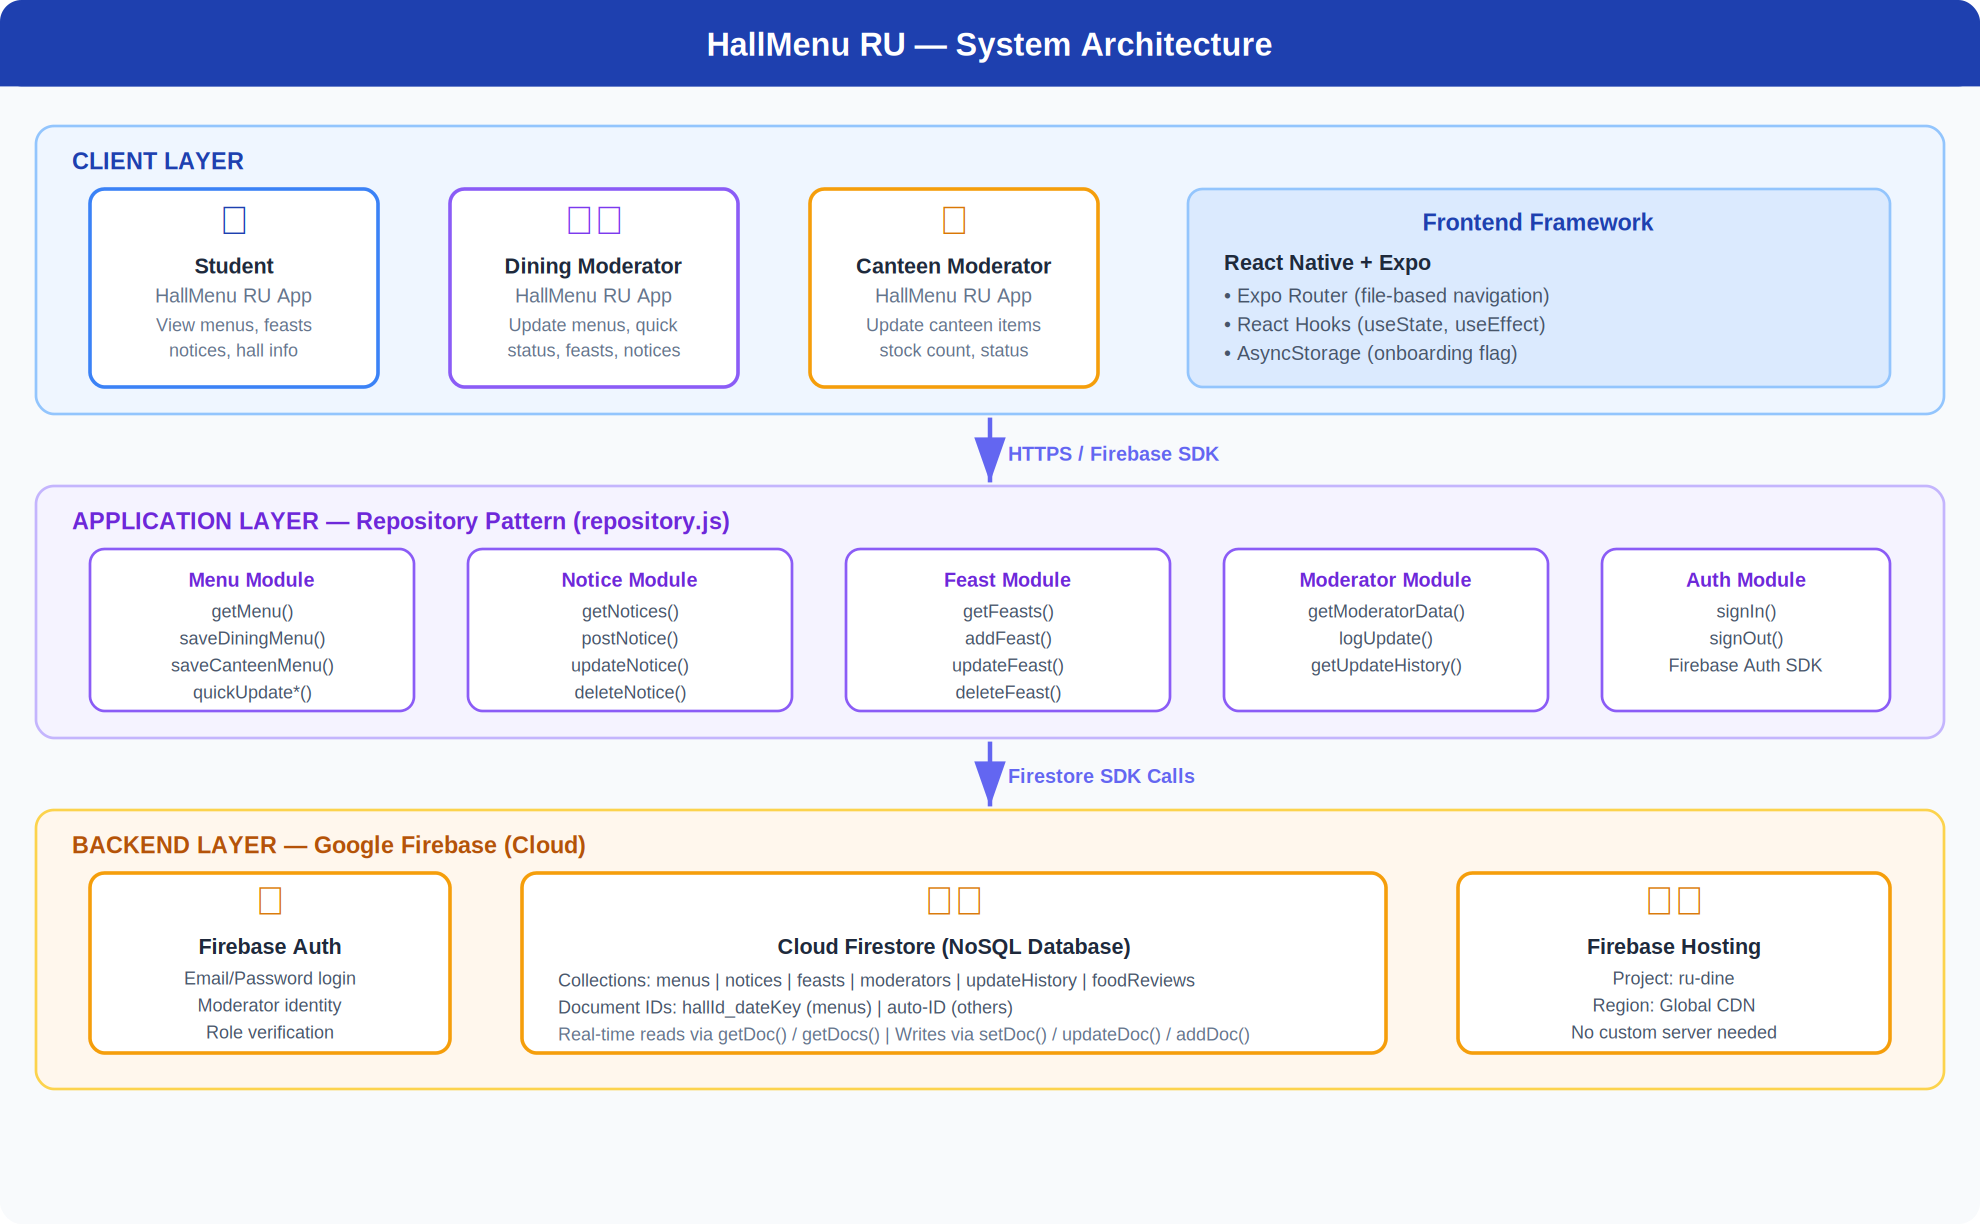 HallMenu RU — System Architecture
CLIENT LAYER
Student
HallMenu RU App
View menus, feasts
notices, hall info
Dining Moderator
HallMenu RU App
Update menus, quick
status, feasts, notices
Canteen Moderator
HallMenu RU App
Update canteen items
stock count, status
Frontend Framework
React Native + Expo
• Expo Router (file-based navigation)
• React Hooks (useState, useEffect)
• AsyncStorage (onboarding flag)
HTTPS / Firebase SDK
APPLICATION LAYER — Repository Pattern (repository.js)
Menu Module
getMenu()
saveDiningMenu()
saveCanteenMenu()
quickUpdate*()
Notice Module
getNotices()
postNotice()
updateNotice()
deleteNotice()
Feast Module
getFeasts()
addFeast()
updateFeast()
deleteFeast()
Moderator Module
getModeratorData()
logUpdate()
getUpdateHistory()
Auth Module
signIn()
signOut()
Firebase Auth SDK
Firestore SDK Calls
BACKEND LAYER — Google Firebase (Cloud)
Firebase Auth
Email/Password login
Moderator identity
Role verification
Cloud Firestore (NoSQL Database)
Collections: menus | notices | feasts | moderators | updateHistory | foodReviews
Document IDs: hallId_dateKey (menus) | auto-ID (others)
Real-time reads via getDoc() / getDocs() | Writes via setDoc() / updateDoc() / addDoc()
Firebase Hosting
Project: ru-dine
Region: Global CDN
No custom server needed